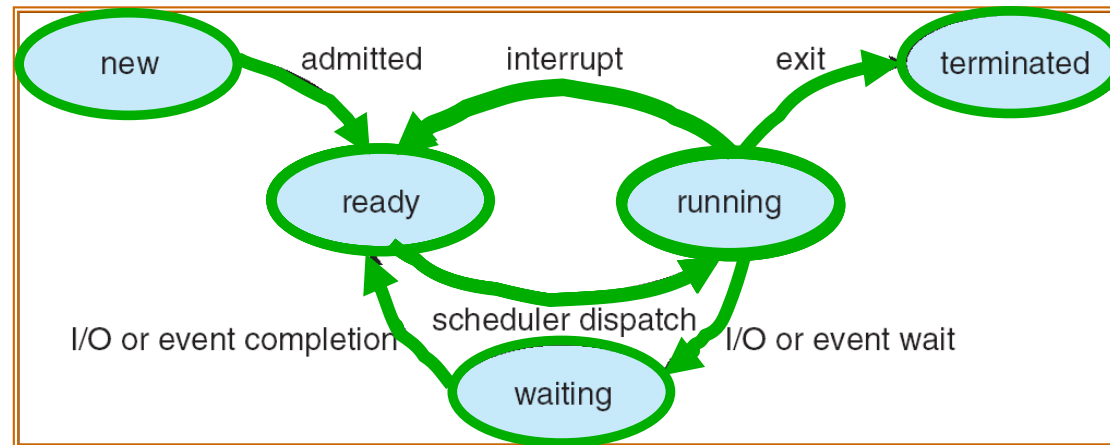 new
admitted
interrupt
exit
terminated
ready
running
scheduler dispatch
I/O or event completion
I/O or event wait
waiting